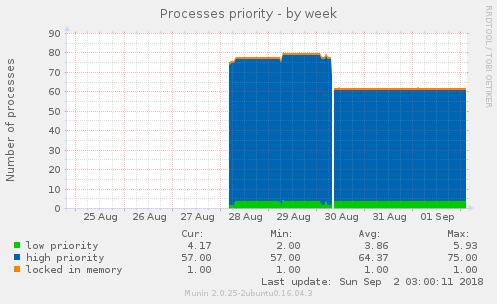 Processes priority - by week
RRDTOOL / TOBI OETIKER
Number of processes
90
80
70
60
50
40
30
20
10
0
25 Aug 26 Aug 27 Aug 28 Aug 29 Aug 30 Aug 31 Aug 01 Sep
Cur: Min: Avg: Max:
low priority 4.17 2.00 3.86 5.93
high priority 57.00 57.00 64.37 75.00
locked in memory 1.00 1.00 1.00 1.00
Last update: Sun Sep 2 03:00:11 2018
Munin 2.0.25-2ubuntu0.16.04.3